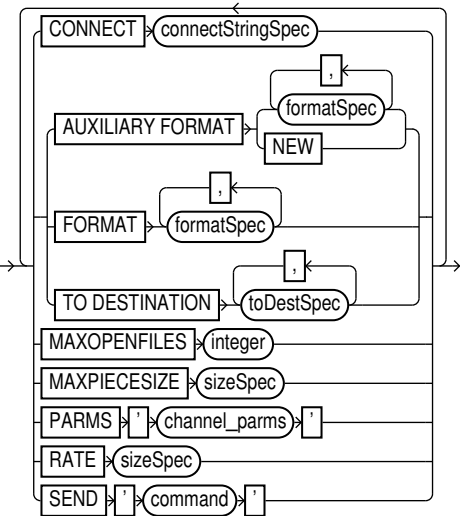 CONNECT connectStringSpec
,
formatSpec
AUXILIARY FORMAT
NEW
,
FORMAT formatSpec
,
TO DESTINATION toDestSpec
MAXOPENFILES integer
MAXPIECESIZE sizeSpec
PARMS ' channel_parms '
RATE sizeSpec
SEND ' command '